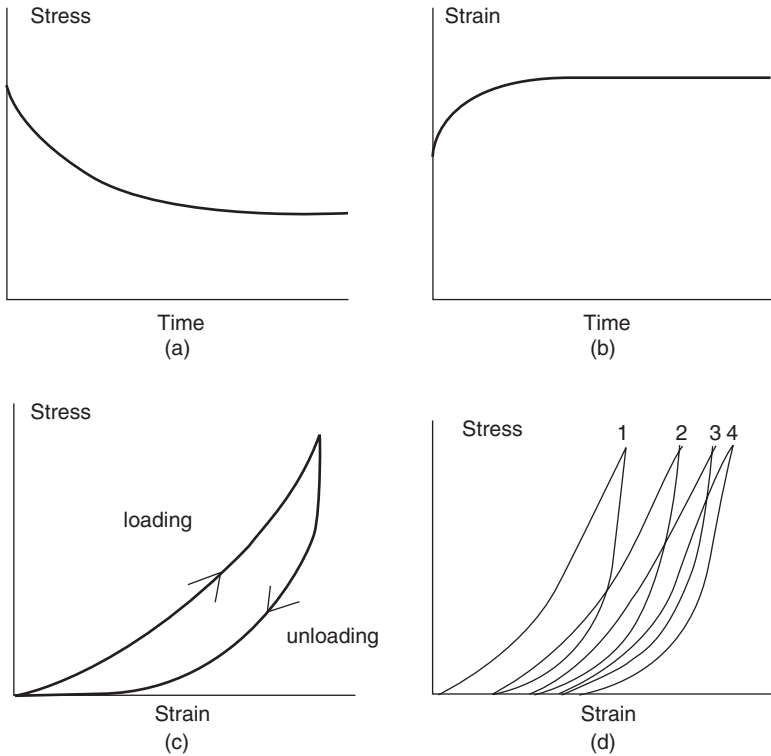 Stress
Time
(a)
Strain
Time
(b)
Stress
loading
unloading
Strain
(c)
Stress
1 2 3 4
Strain
(d)